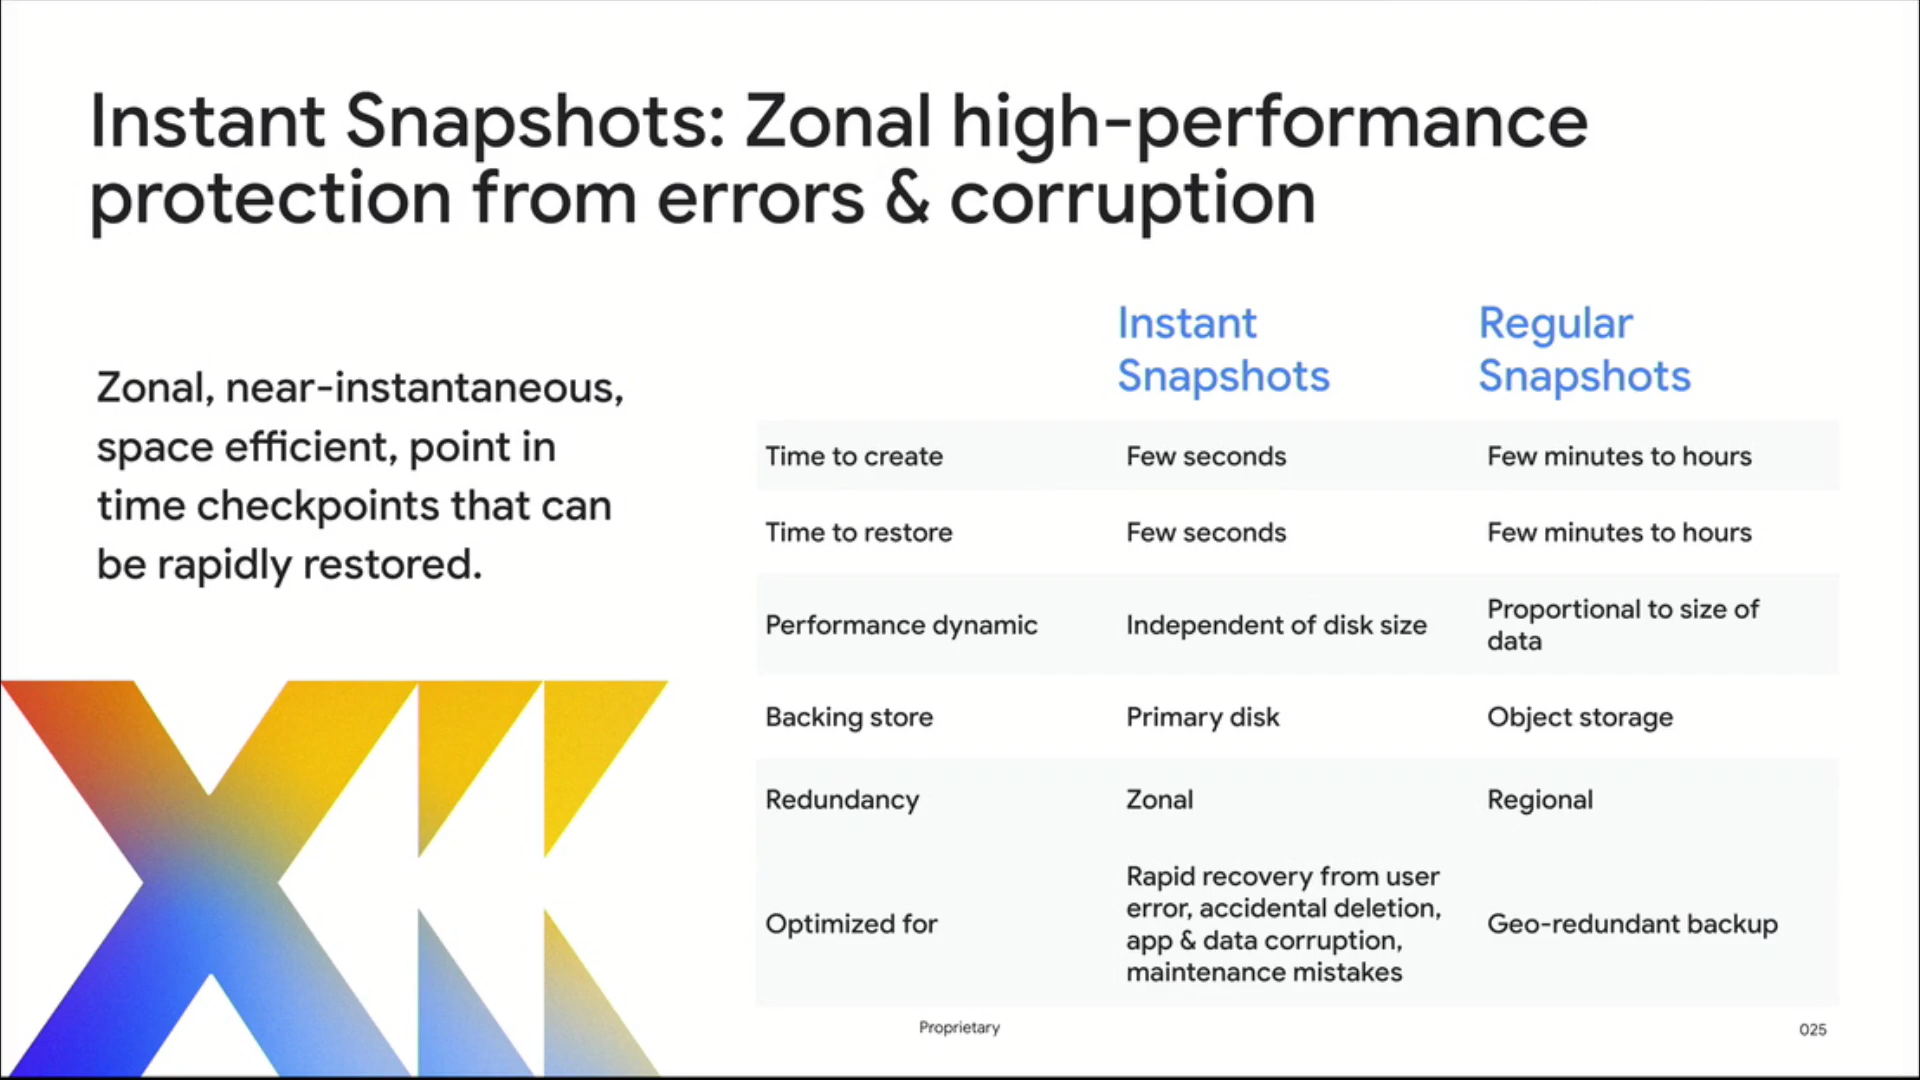 Instant Snapshots: Zonal high-performance
protection from errors & corruption
Zonal, near-instantaneous,
space efficient, point in
time checkpoints that can
be rapidly restored.
Instant
Snapshots
Regular
Snapshots
Time to create
Few seconds
Few minutes to hours
Time to restore
Few seconds
Few minutes to hours
Performance dynamic
Independent of disk size
Proportional to size of
data
Backing store
Primary disk
Object storage
Redundancy
Zonal
Regional
Optimized for
Rapid recovery from user
error, accidental deletion,
app & data corruption,
maintenance mistakes
Geo-redundant backup
Proprietary
025